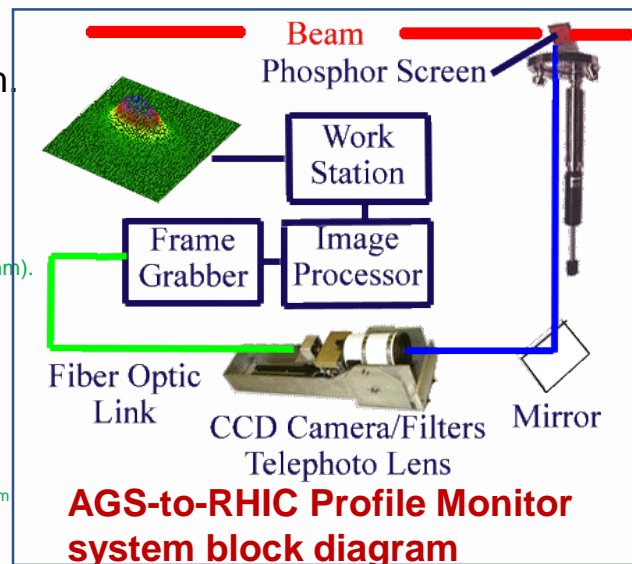 Beam
Phosphor Screen
n.
Work
Station
Frame
Grabber
Image
Processor
m).
Fiber Optic
Link
CCD Camera/Filters
Telephoto Lens
Mirror
m
AGS-to-RHIC Profile Monitor
system block diagram